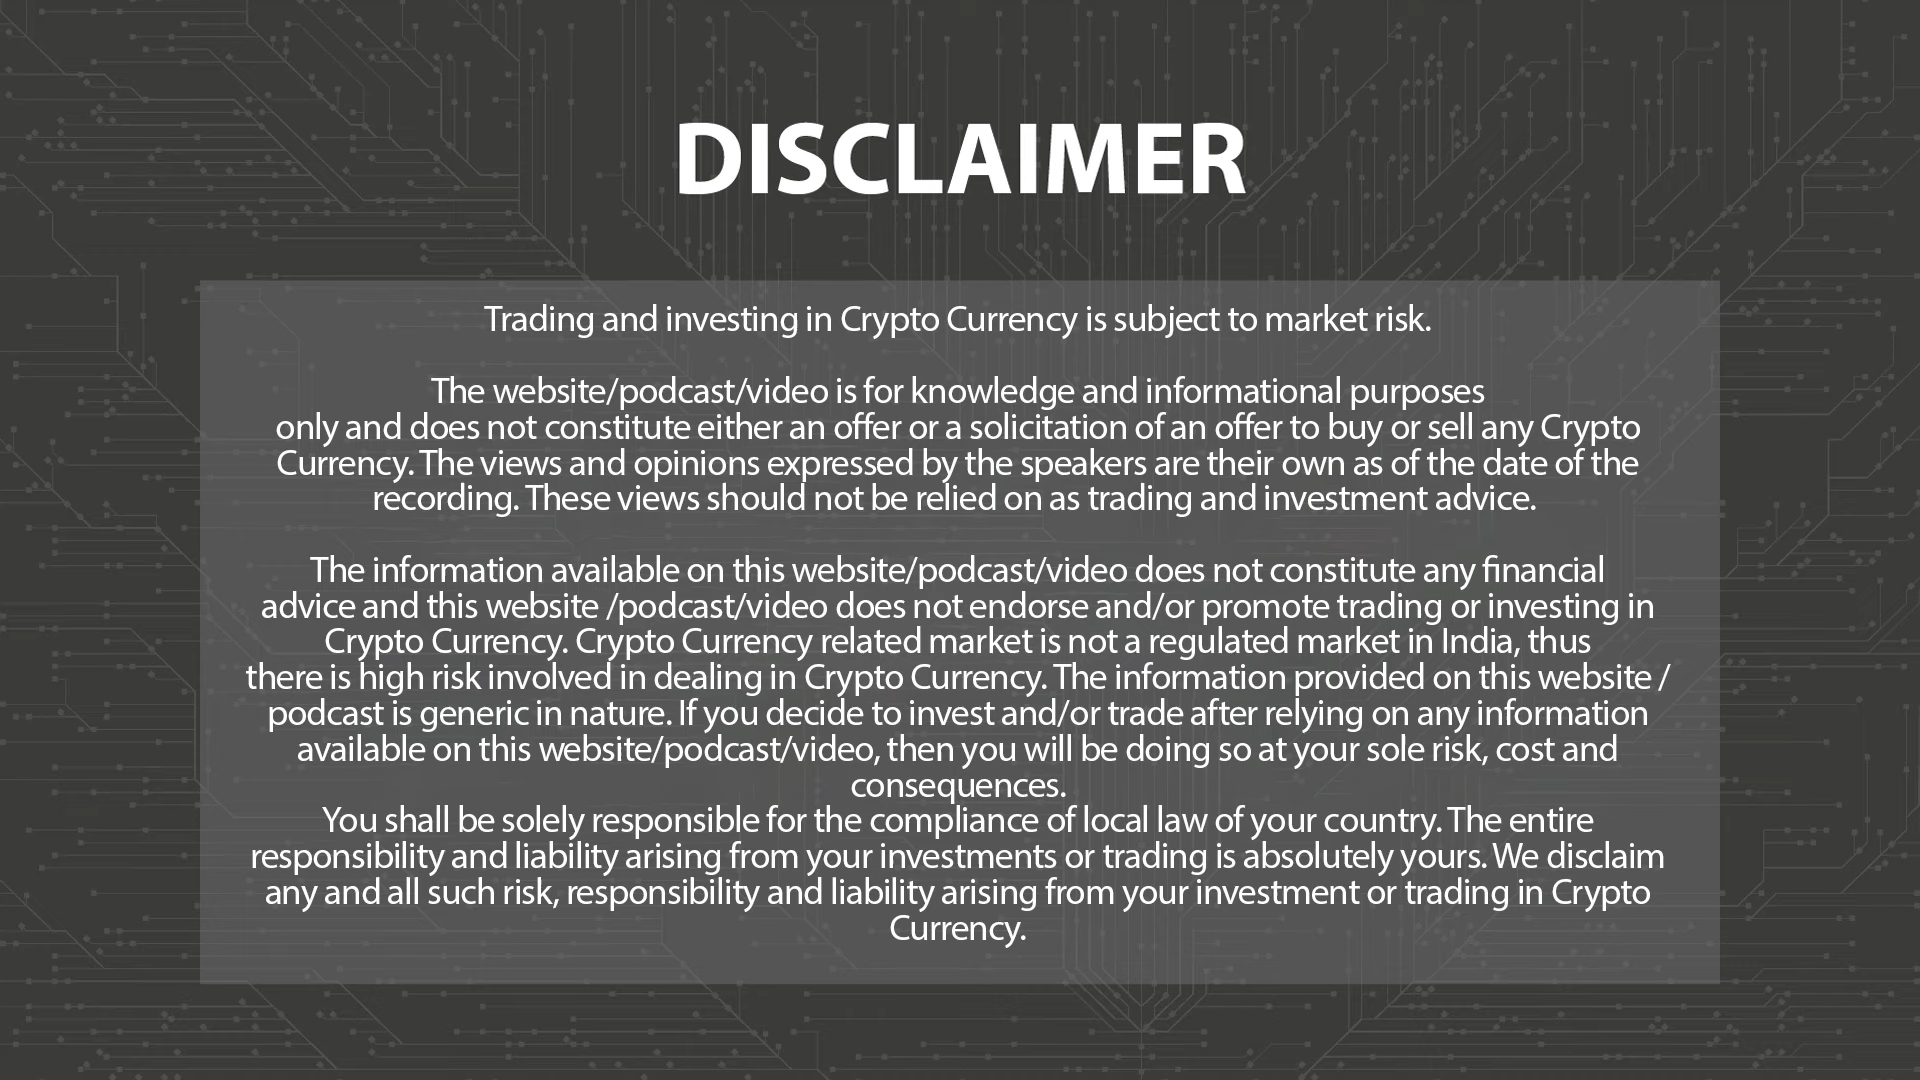 DISCLAIMER
Trading and investing in Crypto Currency is subject to market risk.
The website/podcast/video is for knowledge and informational purposes
only and does not constitute either an offer or a solicitation of an offer to buy or sell any Crypto
Currency. The views and opinions expressed by the speakers are their own as of the date of the
recording. These views should not be relied on as trading and investment advice.
The information available on this website/podcast/video does not constitute any financial
advice and this website /podcast/video does not endorse and/or promote trading or investing in
Crypto Currency. Crypto Currency related market is not a regulated market in India, thus
there is high risk involved in dealing in Crypto Currency. The information provided on this website /
podcast is generic in nature. If you decide to invest and/or trade after relying on any information
available on this website/podcast/video, then you will be doing so at your sole risk, cost and
consequences.
You shall be solely responsible for the compliance of local law of your country. The entire
responsibility and liability arising from your investments or trading is absolutely yours. We disclaim
any and all such risk, responsibility and liability arising from your investment or trading in Crypto
Currency.